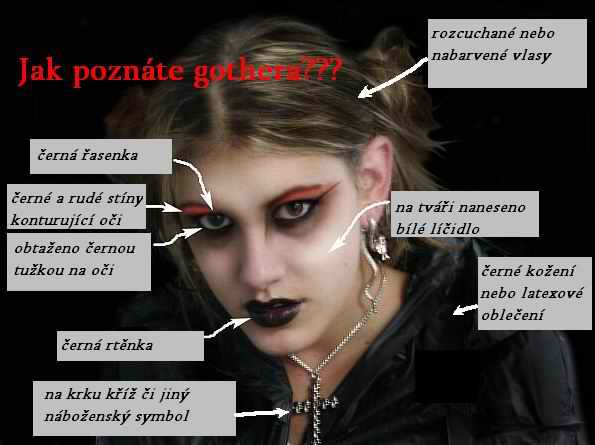 Jak poznáte gothera???
rozcuchané nebo
nabarvené vlasy
černá řasenka
černé a rudé stíny
konturující oči
obtaženo černou
tužkou na oči
na tváři naneseno
bílé líčidlo
černé kožení
nebo latexové
oblečení
černá rtěnka
na krku kříž či jiný
náboženský symbol